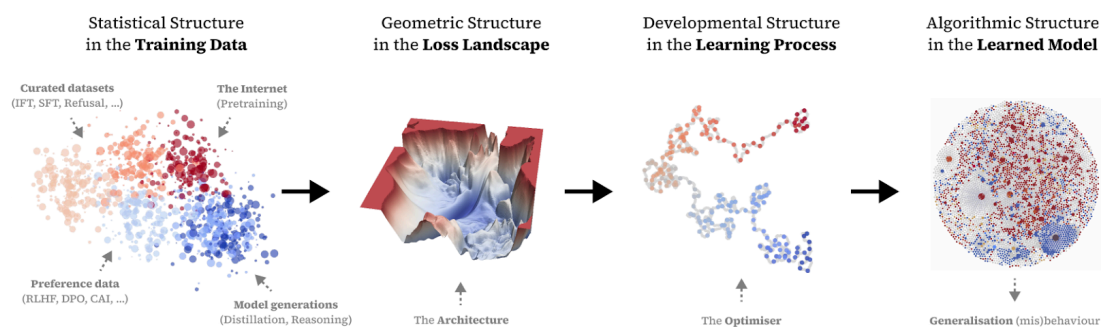 Statistical Structure
in the Training Data
Geometric Structure
in the Loss Landscape
Developmental Structure
in the Learning Process
Algorithmic Structure
in the Learned Model
Curated datasets
(IFT, SFT, Refusal, ...)
The Internet
(Pretraining)
Preference data
(RLHF, DPO, CAI, ...)
Model generations
(Distillation, Reasoning)
The Architecture
The Optimiser
Generalisation (mis)behaviour